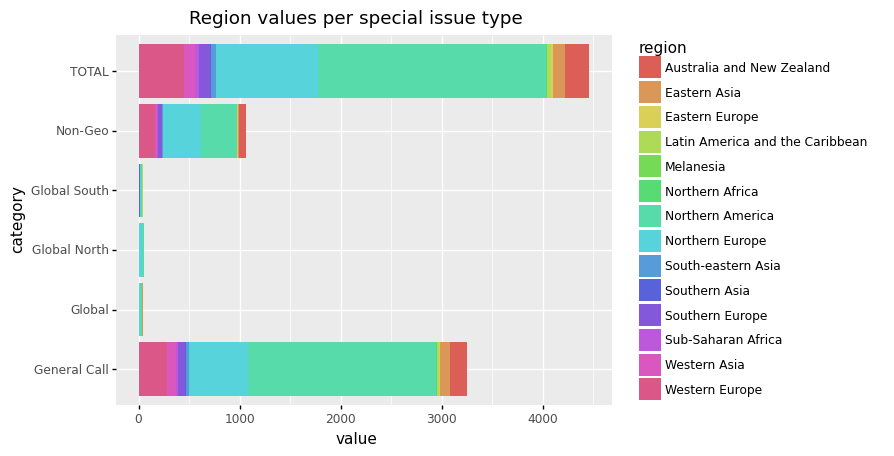 Region values per special issue type
category
TOTAL
Non-Geo
Global South
Global North
Global
General Call
0 1000 2000 3000 4000
value
region
Australia and New Zealand
Eastern Asia
Eastern Europe
Latin America and the Caribbean
Melanesia
Northern Africa
Northern America
Northern Europe
South-eastern Asia
Southern Asia
Southern Europe
Sub-Saharan Africa
Western Asia
Western Europe